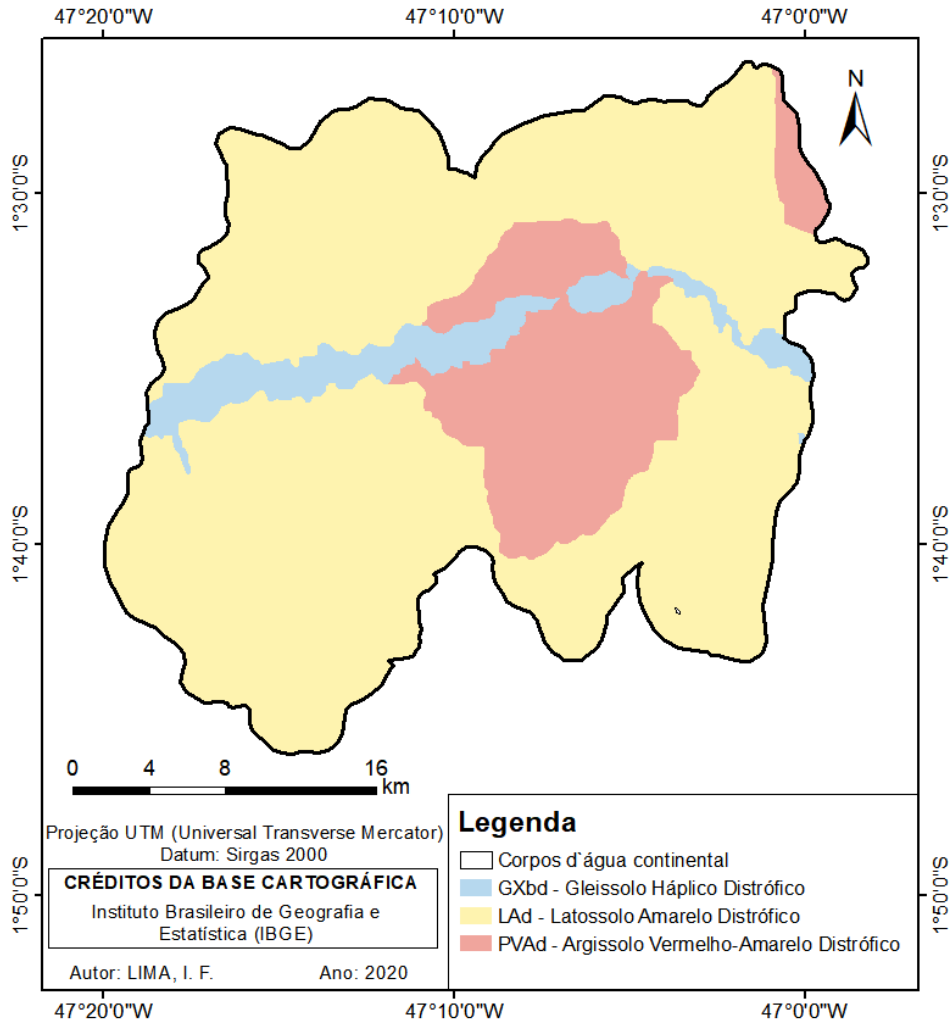 47°20'0"W 47°10'0"W 47°0'0"W
N
1°30'0"S 1°30'0"S
1°40'0"S 1°40'0"S
0 4 8 16
km
Projeção UTM (Universal Transverse Mercator)
Datum: Sirgas 2000
CRÉDITOS DA BASE CARTOGRÁFICA
Instituto Brasileiro de Geografia e
Estatística (IBGE)
Autor: LIMA, I. F. Ano: 2020
Legenda
Corpos d`água continental
GXbd - Gleissolo Háplico Distrófico
LAd - Latossolo Amarelo Distrófico
PVAd - Argissolo Vermelho-Amarelo Distrófico
1°50'0"S 1°50'0"S
47°20'0"W 47°10'0"W 47°0'0"W